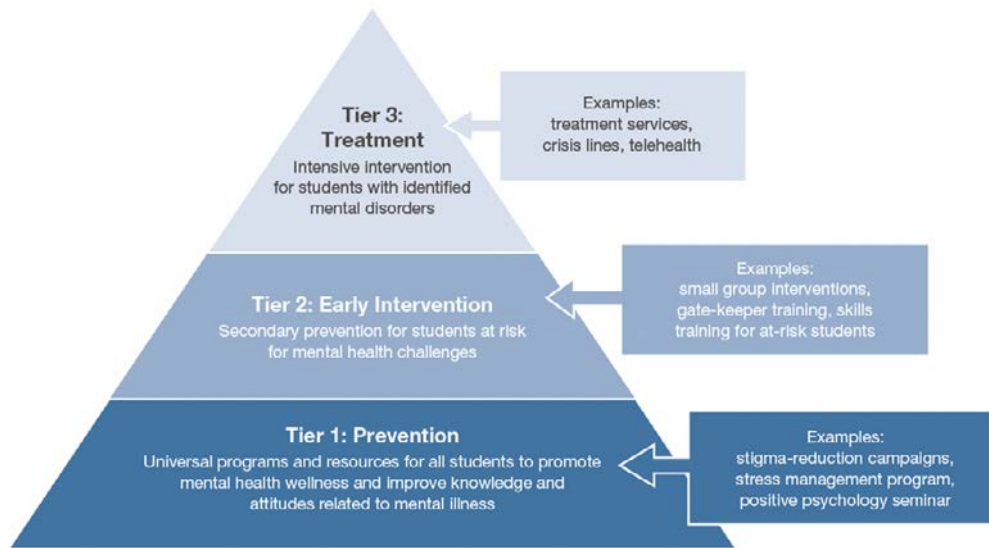 Tier 3:
Treatment
Intensive intervention
for students with identified
mental disorders
Examples:
treatment services,
crisis lines, telehealth
Tier 2: Early Intervention
Secondary prevention for students at risk
for mental health challenges
Examples:
small group interventions,
gate-keeper training, skills
training for at-risk students
Tier 1: Prevention
Universal programs and resources for all students to promote
mental health wellness and improve knowledge and
attitudes related to mental illness
Examples:
stigma-reduction campaigns,
stress management program,
positive psychology seminar